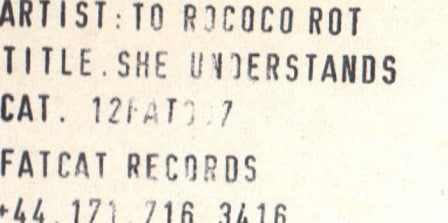 ARTIST:TO ROCOCO ROT
TITLE.SHE UNDERSTANDS
CAT.
FATCAT RECORDS
+44.171.716 3416